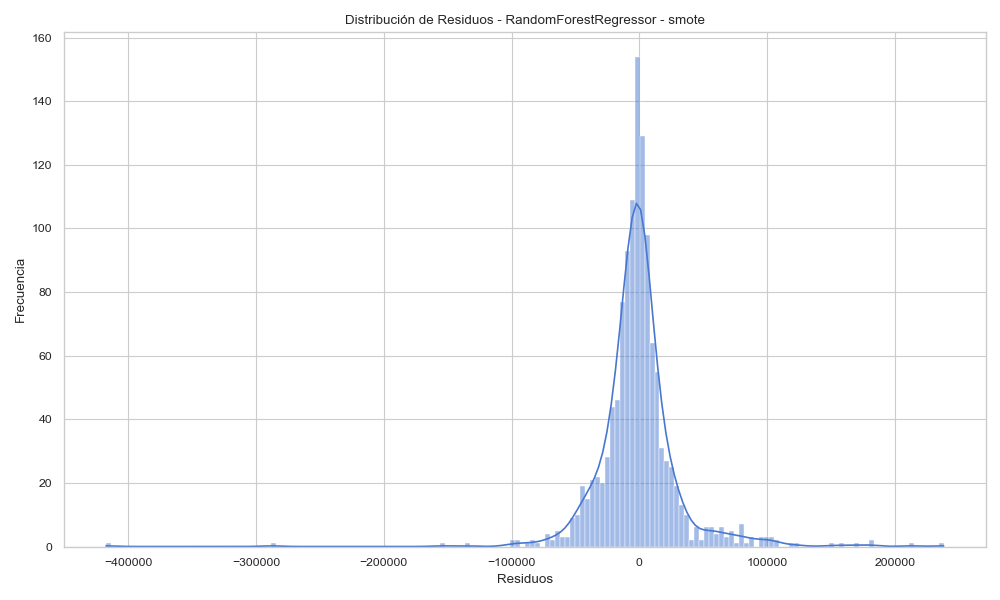 Distribución de Residuos - RandomForestRegressor - smote
160
140
120
100
80
60
40
20
0
Frecuencia
−400000 −300000 −200000 −100000 0 100000 200000
Residuos